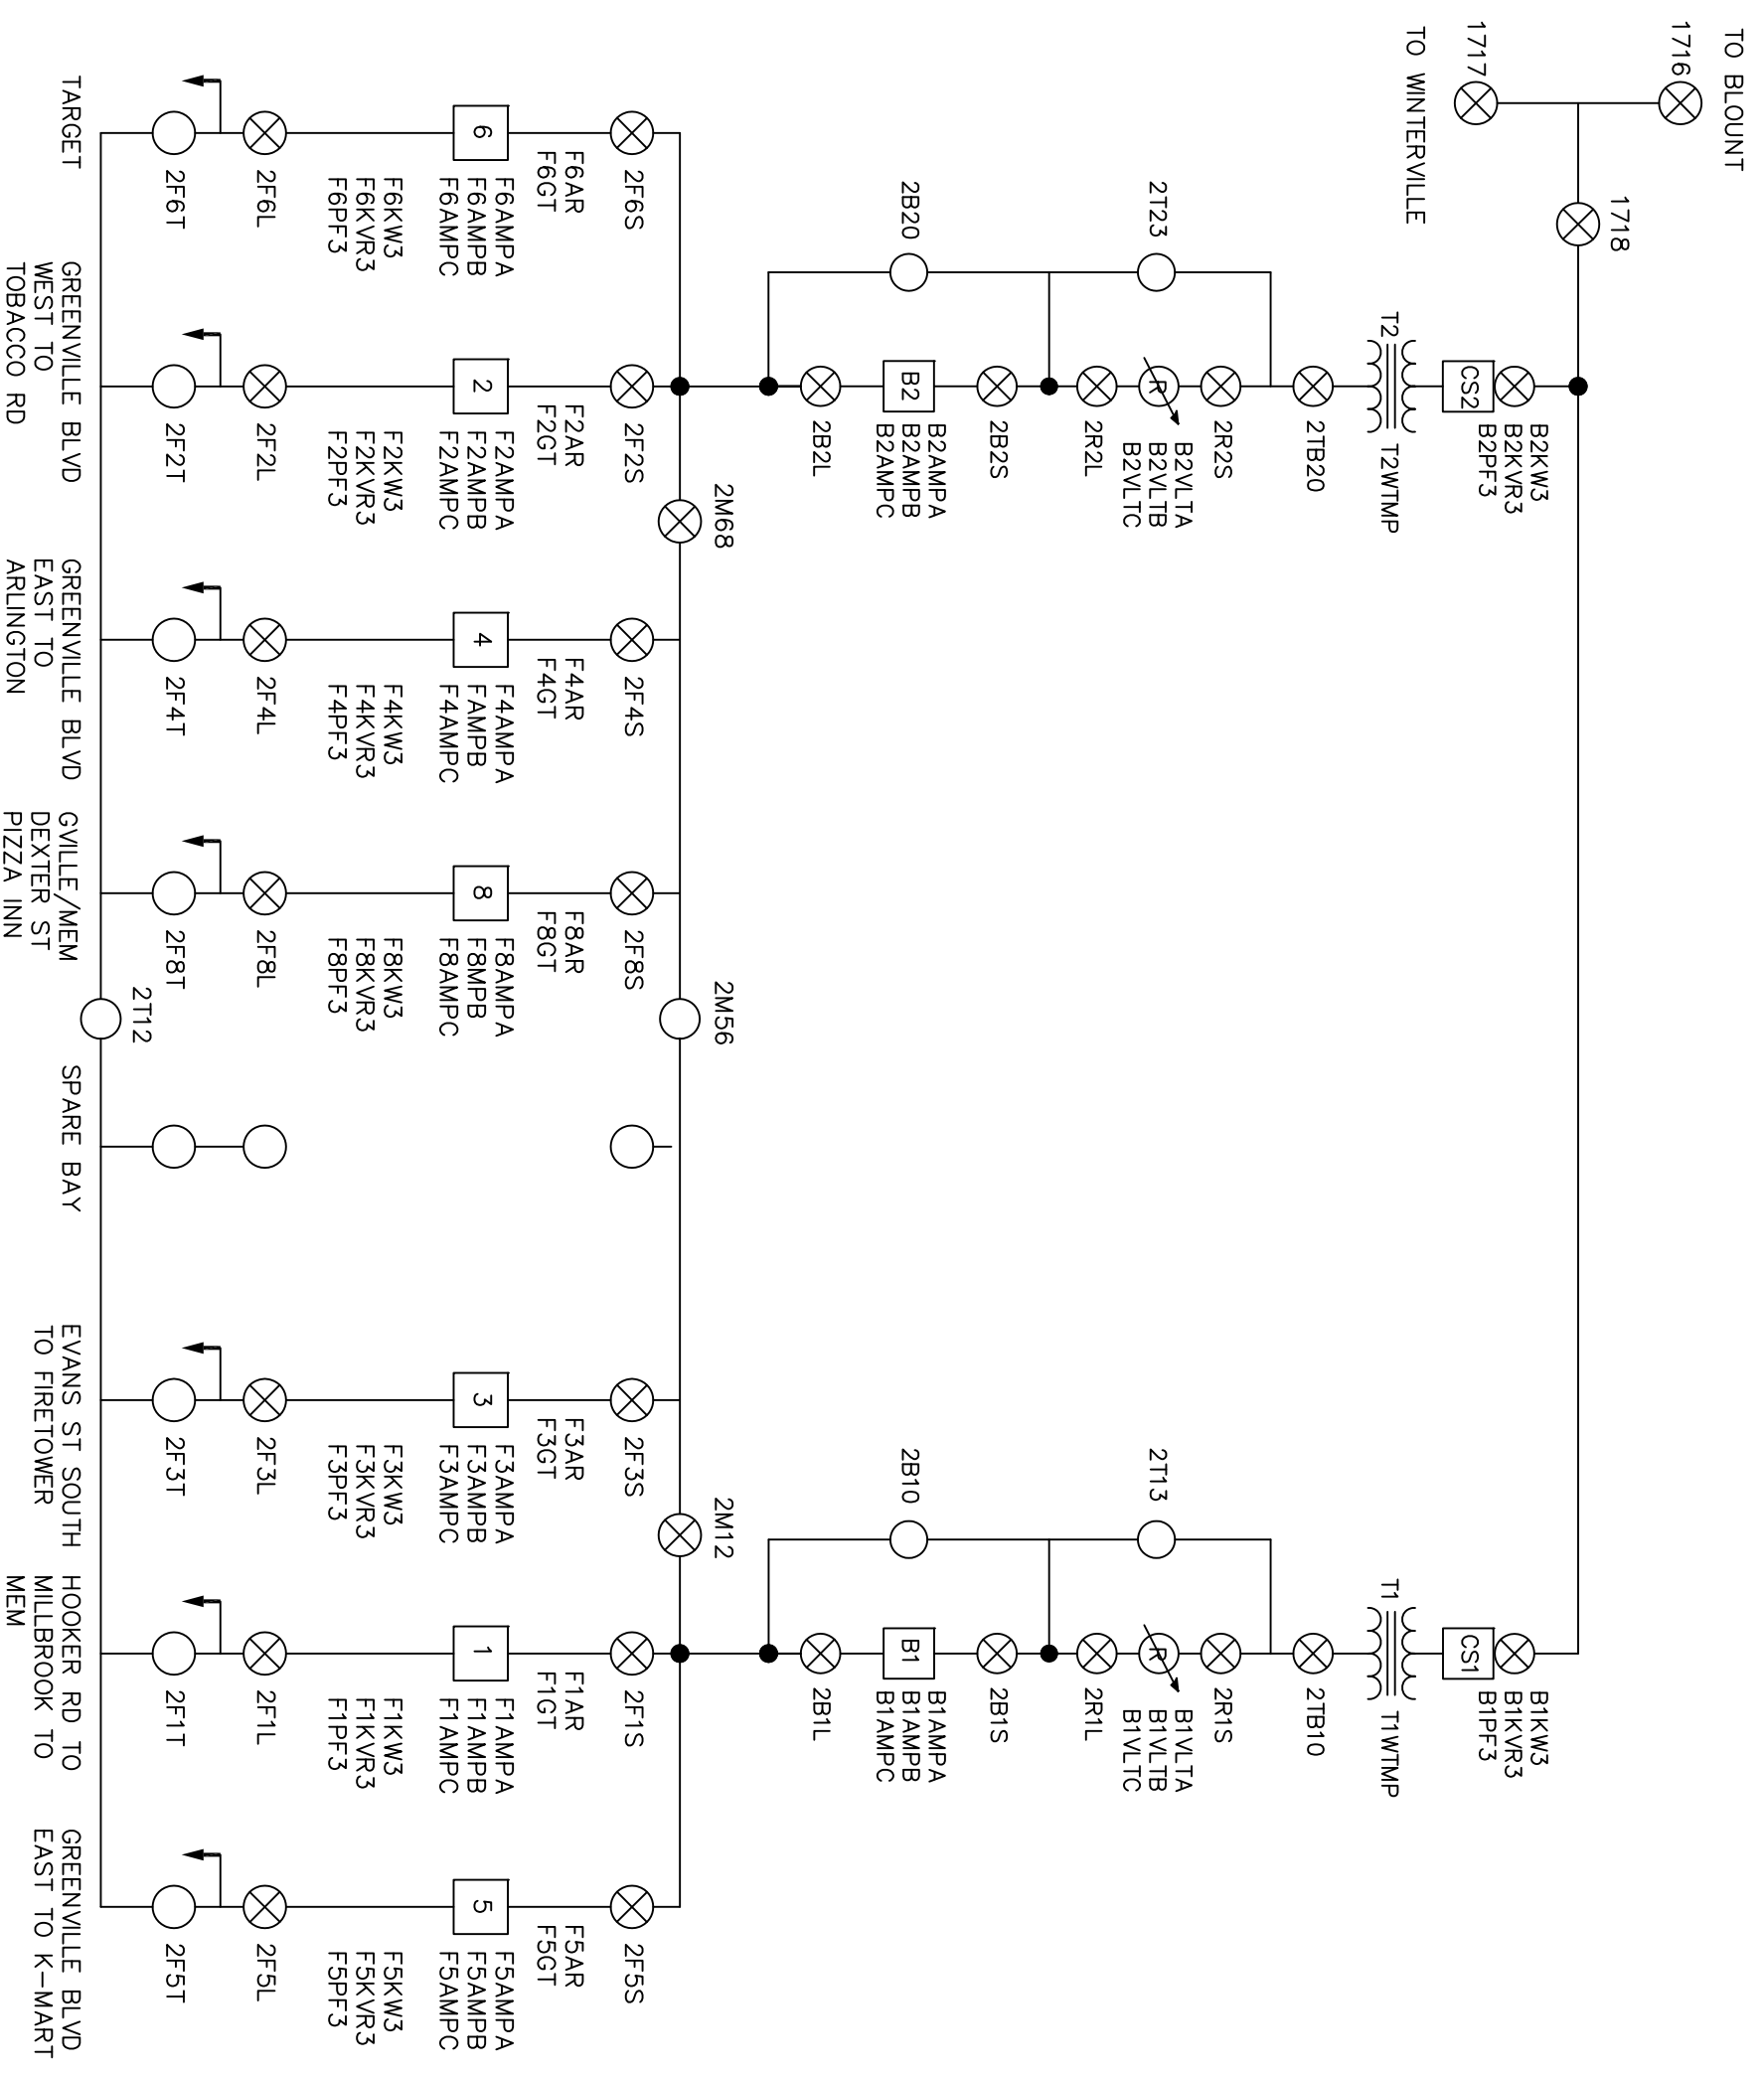 TO BLOUNT
1716
1717
TO WINTERVILLE
1718
B2KW3
B2KVR3
B2PF3
CS2
T2
T2WTMP
2TB20
2T23
2R2S
B2VLTA
B2VLTB
B2VLTC
R
2R2L
2B20
2B2S
B2
B2AMPA
B2AMPB
B2AMPC
2B2L
B1KW3
B1KVR3
B1PF3
CS1
T1
T1WTMP
2TB10
2T13
2R1S
B1VLTA
B1VLTB
B1VLTC
R
2R1L
2B10
2B1S
B1
B1AMPA
B1AMPB
B1AMPC
2B1L
2M68
2M56
2M12
2F6S
F6AR
F6GT
6
F6AMPA
F6AMPB
F6AMPC
F6KW3
F6KVR3
F6PF3
2F6L
2F6T
TARGET
2F2S
F2AR
F2GT
2
F2AMPA
F2AMPB
F2AMPC
F2KW3
F2KVR3
F2PF3
2F2L
2F2T
GREENVILLE BLVD
WEST TO
TOBACCO RD
2F4S
F4AR
F4GT
4
F4AMPA
FAMPB
F4AMPC
F4KW3
F4KVR3
F4PF3
2F4L
2F4T
GREENVILLE BLVD
EAST TO
ARLINGTON
2F8S
F8AR
F8GT
8
F8AMPA
F8MPB
F8AMPC
F8KW3
F8KVR3
F8PF3
2F8L
2F8T
GVILLE/MEM
DEXTER ST
PIZZA INN
2T12
SPARE BAY
2F3S
F3AR
F3GT
3
F3AMPA
F3AMPB
F3AMPC
F3KW3
F3KVR3
F3PF3
2F3L
2F3T
EVANS ST SOUTH
TO FIRETOWER
2F1S
F1AR
F1GT
1
F1AMPA
F1AMPB
F1AMPC
F1KW3
F1KVR3
F1PF3
2F1L
2F1T
HOOKER RD TO
MILLBROOK TO
MEM
2F5S
F5AR
F5GT
5
F5AMPA
F5AMPB
F5AMPC
F5KW3
F5KVR3
F5PF3
2F5L
2F5T
GREENVILLE BLVD
EAST TO K-MART